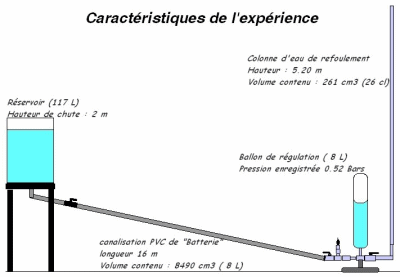 Caractéristiques de l'expérience
Colonne d'eau de refoulement
Hauteur : 5.20 m
Volume contenu : 261 cm3 (26 cl)
Réservoir (117 L)
Hauteur de chute : 2 m
Ballon de régulation ( 8 L)
Pression enregistrée 0.52 Bars
canalisation PVC de "Batterie"
longueur 16 m
Volume contenu : 8490 cm3 ( 8 L)